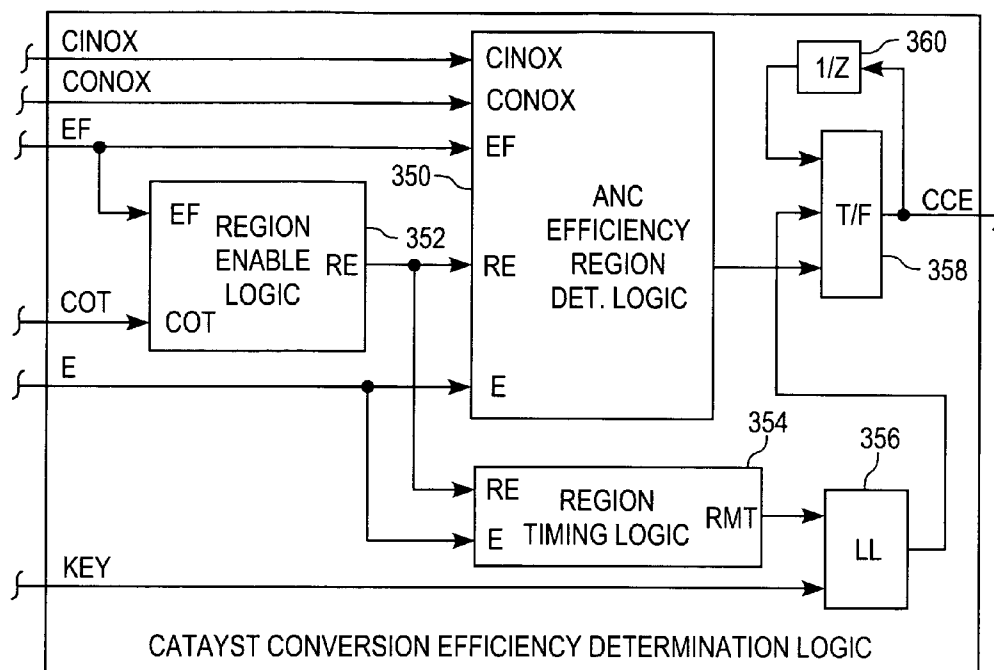 CINOX
CONOX
EF
COT
E
KEY
EF
REGION
ENABLE
LOGIC
RE
COT
352
350
CINOX
CONOX
EF
RE
E
ANC
EFFICIENCY
REGION
DET. LOGIC
1/Z
360
T/F
CCE
358
354
RE
E
REGION
TIMING LOGIC
RMT
356
LL
CATAYST CONVERSION EFFICIENCY DETERMINATION LOGIC